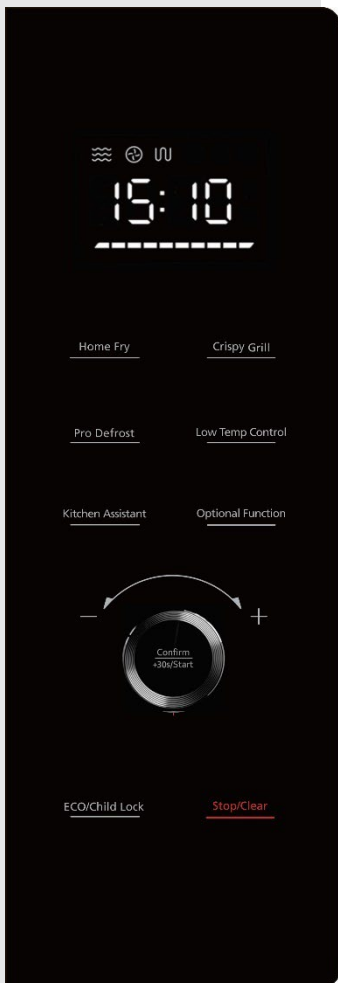 15:10
Home Fry
Crispy Grill
Pro Defrost
Low Temp Control
Kitchen Assistant
Optional Function
— +
Confirm
+30s/Start
ECO/Child Lock
Stop/Clear